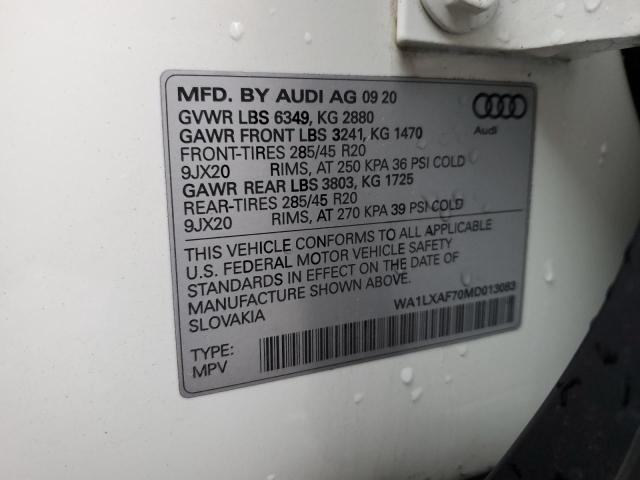 MFD. BY AUDI AG 09 20
GVWR LBS 6349, KG 2880
GAWR FRONT LBS 3241, KG 1470
FRONT-TIRES 285/45 R20
9JX20 RIMS, AT 250 KPA 36 PSI COLD
GAWR REAR LBS 3803, KG 1725
REAR-TIRES 285/45 R20
9JX20 RIMS, AT 270 KPA 39 PSI COLD
Audi
THIS VEHICLE CONFORMS TO ALL APPLICABLE
U.S. FEDERAL MOTOR VEHICLE SAFETY
STANDARDS IN EFFECT ON THE DATE OF
MANUFACTURE SHOWN ABOVE.
SLOVAKIA
WA1LXAF70MD013083
TYPE:
MPV